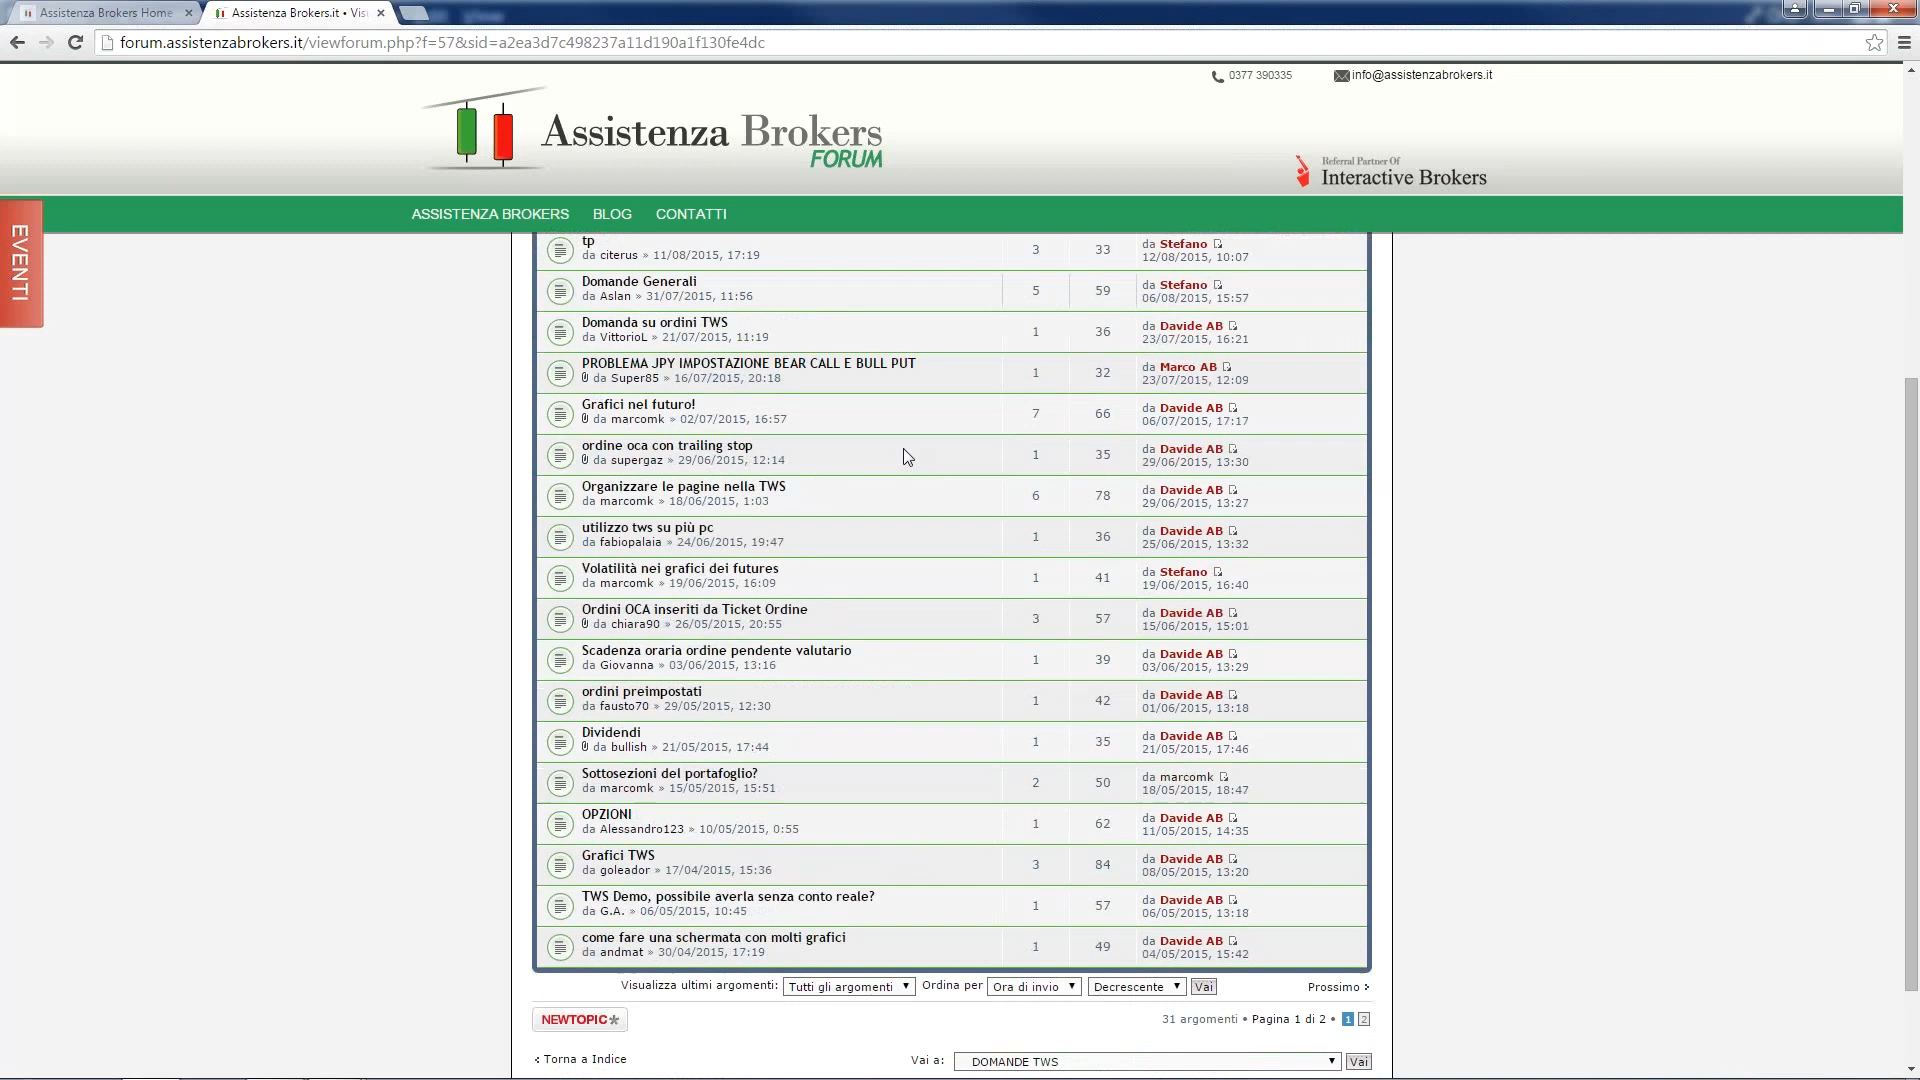 Assistenza Brokers Home
Assistenza Brokers.it • Vis
forum.assistenzabrokers.it/viewforum.php?f=57&sid=a2ea3d7c498237a11d190a1f130fe4dc
0377 390335
info@assistenzabrokers.it
Assistenza Brokers
FORUM
Referral Partner Of
Interactive Brokers
ASSISTENZA BROKERS
BLOG
CONTATTI
EVENTI
tp
da citerus » 11/08/2015, 17:19
3
33
da Stefano
12/08/2015, 10:07
Domande Generali
da Aslan » 31/07/2015, 11:56
5
59
da Stefano
06/08/2015, 15:57
Domanda su ordini TWS
da VittorioL » 21/07/2015, 11:19
1
36
da Davide AB
23/07/2015, 16:21
PROBLEMA JPY IMPOSTAZIONE BEAR CALL E BULL PUT
da Super85 » 16/07/2015, 20:18
1
32
da Marco AB
23/07/2015, 12:09
Grafici nel futuro!
da marcomk » 02/07/2015, 16:57
7
66
da Davide AB
06/07/2015, 17:17
ordine oca con trailing stop
da supergaz » 29/06/2015, 12:14
1
35
da Davide AB
29/06/2015, 13:30
Organizzare le pagine nella TWS
da marcomk » 18/06/2015, 1:03
6
78
da Davide AB
29/06/2015, 13:27
utilizzo tws su più pc
da fabiopalaia » 24/06/2015, 19:47
1
36
da Davide AB
25/06/2015, 13:32
Volatilità nei grafici dei futures
da marcomk » 19/06/2015, 16:09
1
41
da Stefano
19/06/2015, 16:40
Ordini OCA inseriti da Ticket Ordine
da chiara90 » 26/05/2015, 20:55
3
57
da Davide AB
15/06/2015, 15:01
Scadenza oraria ordine pendente valutario
da Giovanna » 03/06/2015, 13:16
1
39
da Davide AB
03/06/2015, 13:29
ordini preimpostati
da fausto70 » 29/05/2015, 12:30
1
42
da Davide AB
01/06/2015, 13:18
Dividendi
da bullish » 21/05/2015, 17:44
1
35
da Davide AB
21/05/2015, 17:46
Sottosezioni del portafoglio?
da marcomk » 15/05/2015, 15:51
2
50
da marcomk
18/05/2015, 18:47
OPZIONI
da Alessandro123 » 10/05/2015, 0:55
1
62
da Davide AB
11/05/2015, 14:35
Grafici TWS
da goleador » 17/04/2015, 15:36
3
84
da Davide AB
08/05/2015, 13:20
TWS Demo, possibile averla senza conto reale?
da G.A. » 06/05/2015, 10:45
1
57
da Davide AB
06/05/2015, 13:18
come fare una schermata con molti grafici
da andmat » 30/04/2015, 17:19
1
49
da Davide AB
04/05/2015, 15:42
Visualizza ultimi argomenti: Tutti gli argomenti Ordina per Ora di invio Decrescente Vai
Prossimo
NEWTOPIC*
31 argomenti • Pagina 1 di 2 • 1 2
Torna a Indice
Vai a: DOMANDE TWS Vai